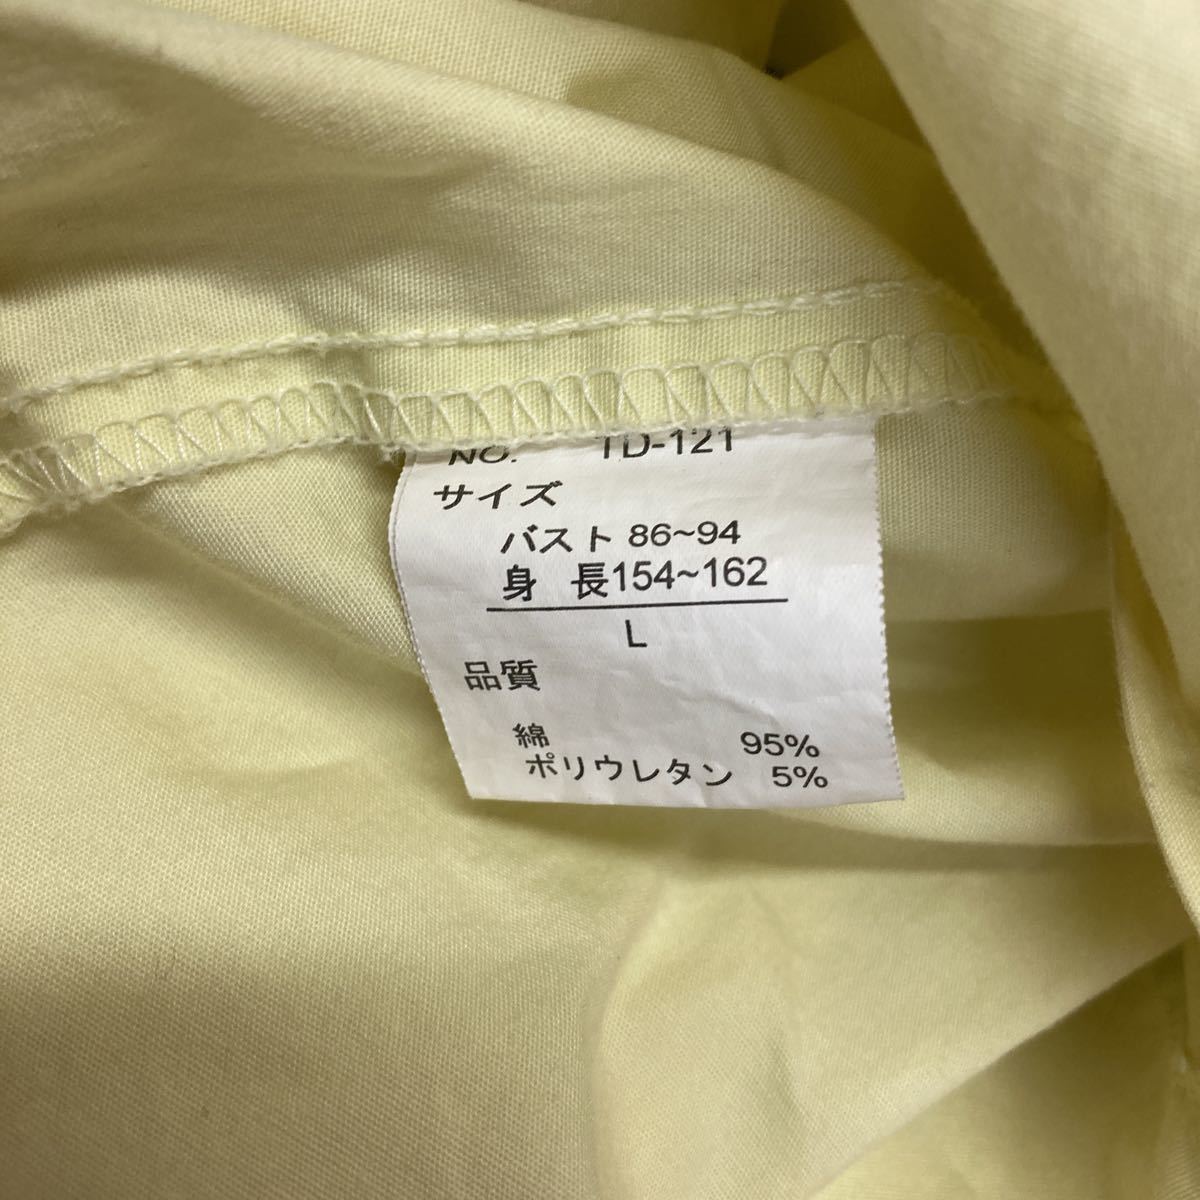 NO. TD-121
サイズ
バスト 86~94
身 長154~162
L
品質
綿 95%
ポリウレタン 5%